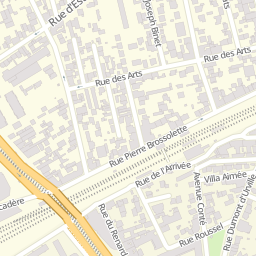 Rue d'Es
Joseph Binet
Rue des Arts
Rue des Arts
Rue Pierre Brossolette
Rue de l'Arrivée
Villa Aimée
Avenue Conté
Rue Dumont d'Urville
cadère
Rue du Renard
Rue Roussel